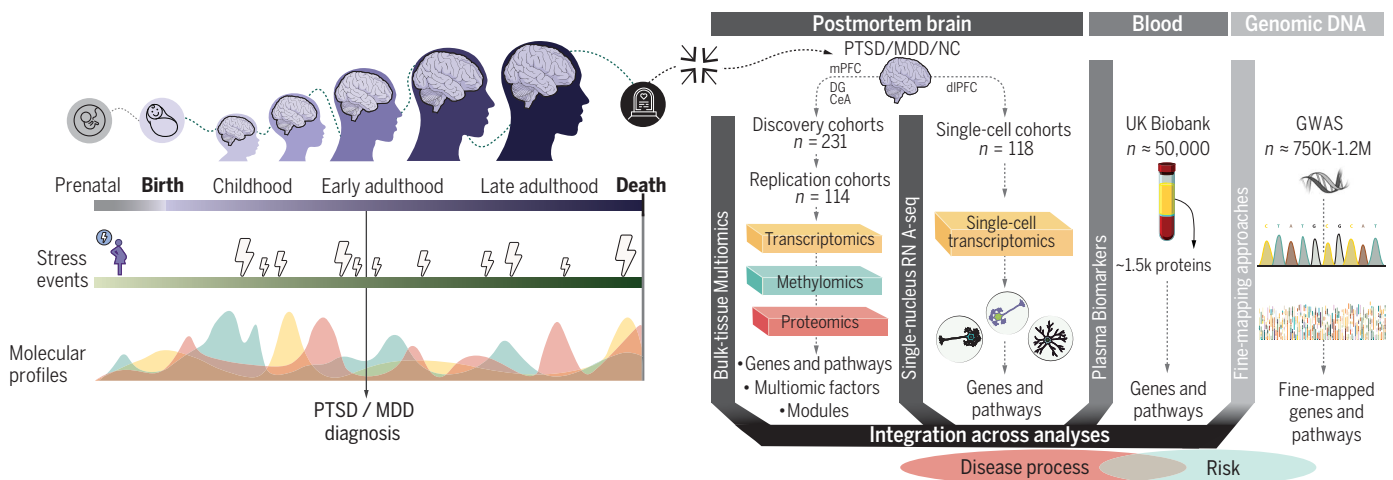 Prenatal
Birth
Childhood
Early adulthood
Late adulthood
Death
Stress
events
Molecular
profiles
PTSD / MDD
diagnosis
Postmortem brain
Blood
Genomic DNA
PTSD/MDD/NC
mPFC
DG
CeA
dlPFC
Bulk-tissue Multiomics
Discovery cohorts
n = 231
Replication cohorts
n = 114
Transcriptomics
Methylomics
Proteomics
•Genes and pathways
• Multiomic factors
•Modules
Single-nucleus RN A-seq
Single-cell cohorts
n = 118
Single-cell
transcriptomics
Genes and
pathways
Plasma Biomarkers
UK Biobank
n ≈ 50,000
~1.5k proteins
Genes and
pathways
Fine-mapping approaches
GWAS
n ≈ 750K-1.2M
C T A T G C G C A T
Fine-mapped
genes and
pathways
Integration across analyses
Disease process
Risk